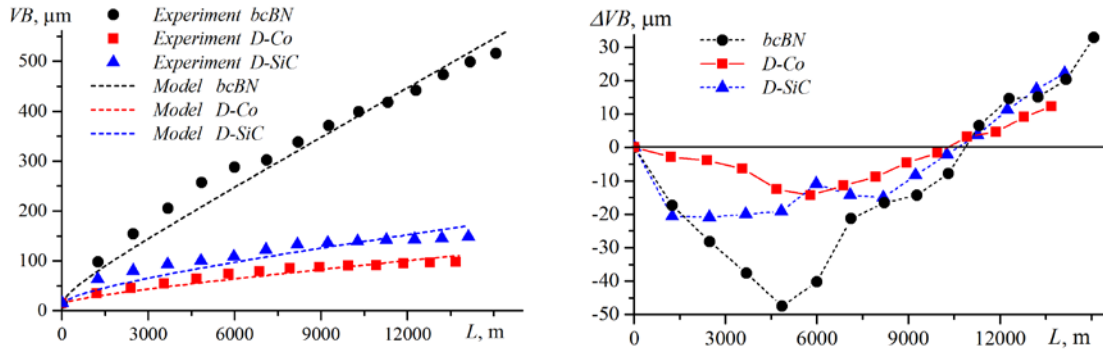 VB, μm
Experiment bcBN
Experiment D-Co
Experiment D-SiC
Model bcBN
Model D-Co
Model D-SiC
500
400
300
200
100
0
0 3000 6000 9000 12000 L, m
ΔVB, μm
bcBN
D-Co
D-SiC
30
20
10
0
-10
-20
-30
-40
-50
0 3000 6000 9000 12000 L, m